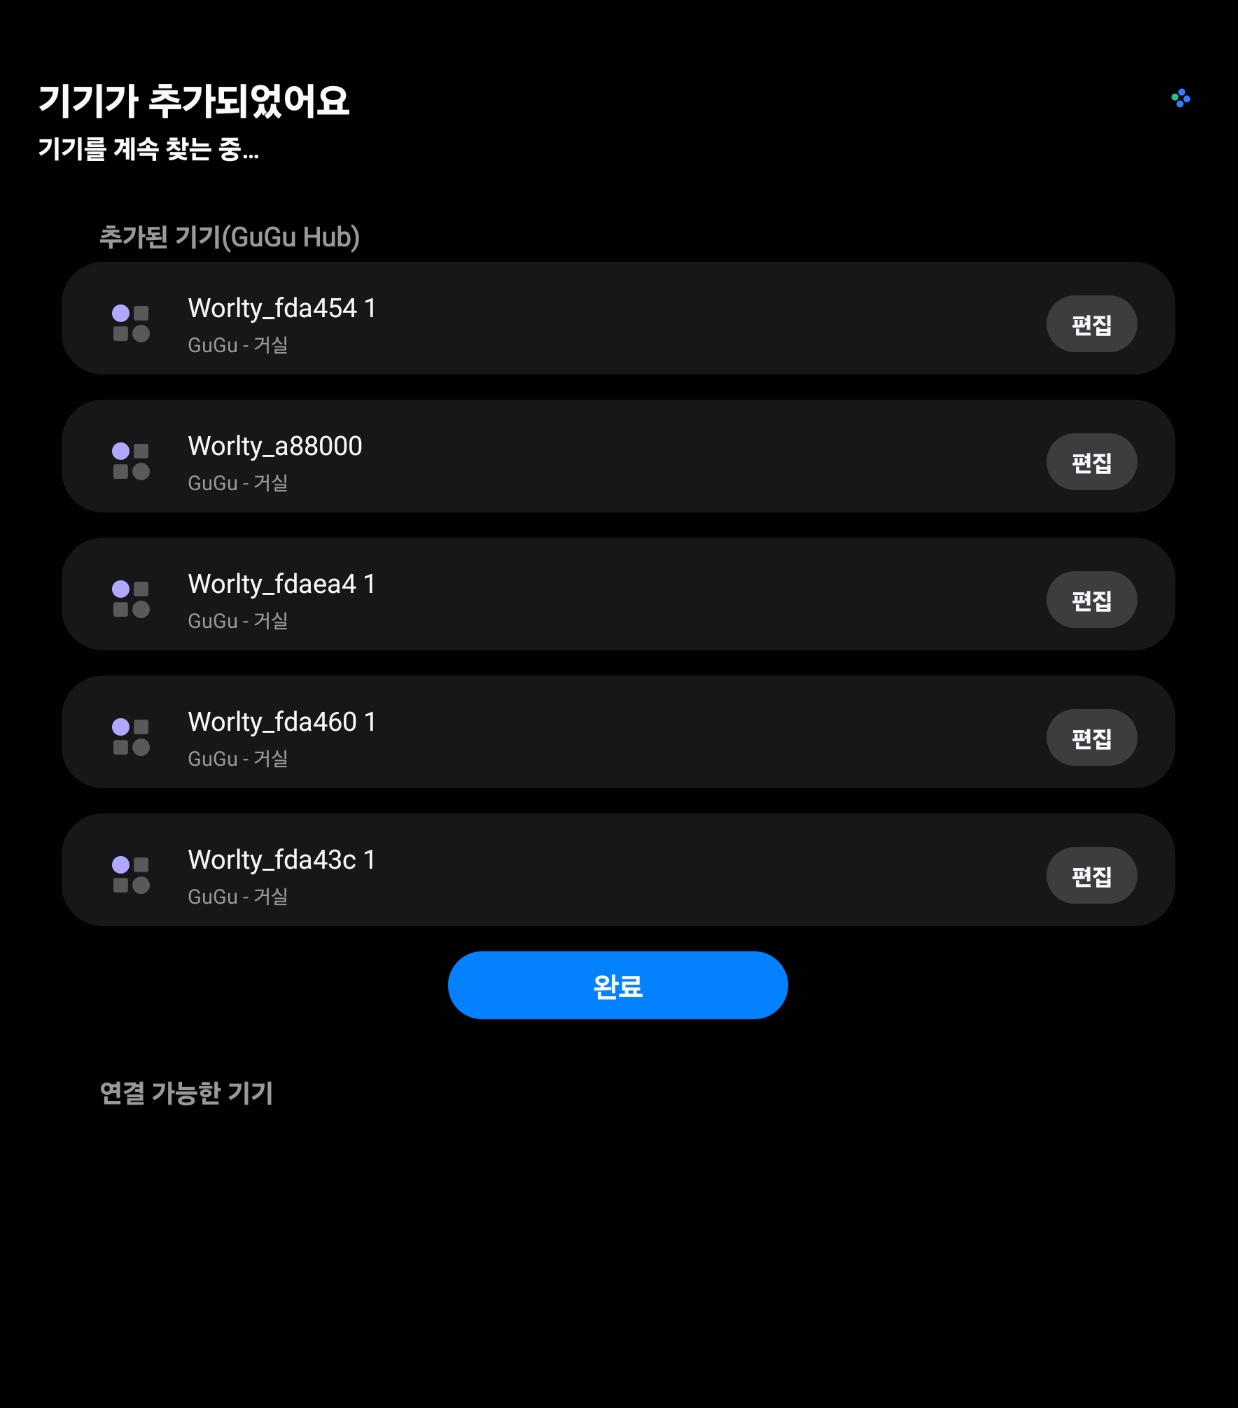 기기가 추가되었어요
기기를 계속 찾는 중...
추가된 기기(GuGu Hub)
Worlty_fda454 1
GuGu - 거실
편집
Worlty_a88000
GuGu - 거실
편집
Worlty_fdaea4 1
GuGu - 거실
편집
Worlty_fda460 1
GuGu - 거실
편집
Worlty_fda43c 1
GuGu - 거실
편집
완료
연결 가능한 기기